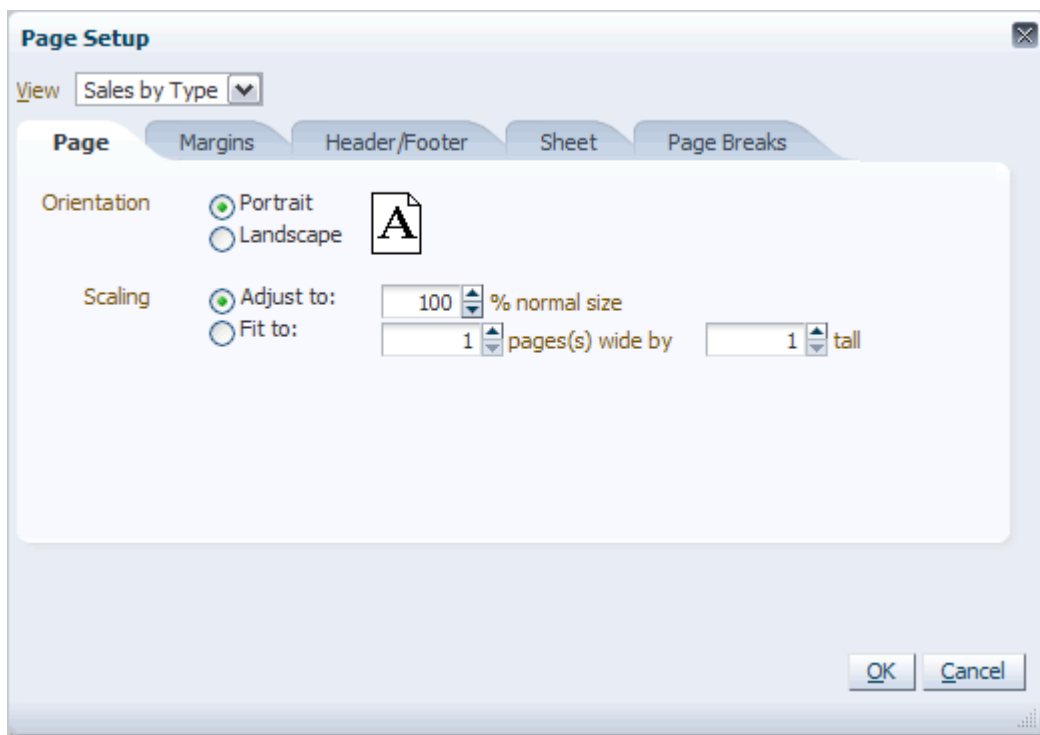 Page Setup
View Sales by Type
Page Margins Header/Footer Sheet Page Breaks
Orientation Portrait
Landscape
A
Scaling Adjust to: 100 % normal size
Fit to: 1 pages(s) wide by 1 tall
OK Cancel